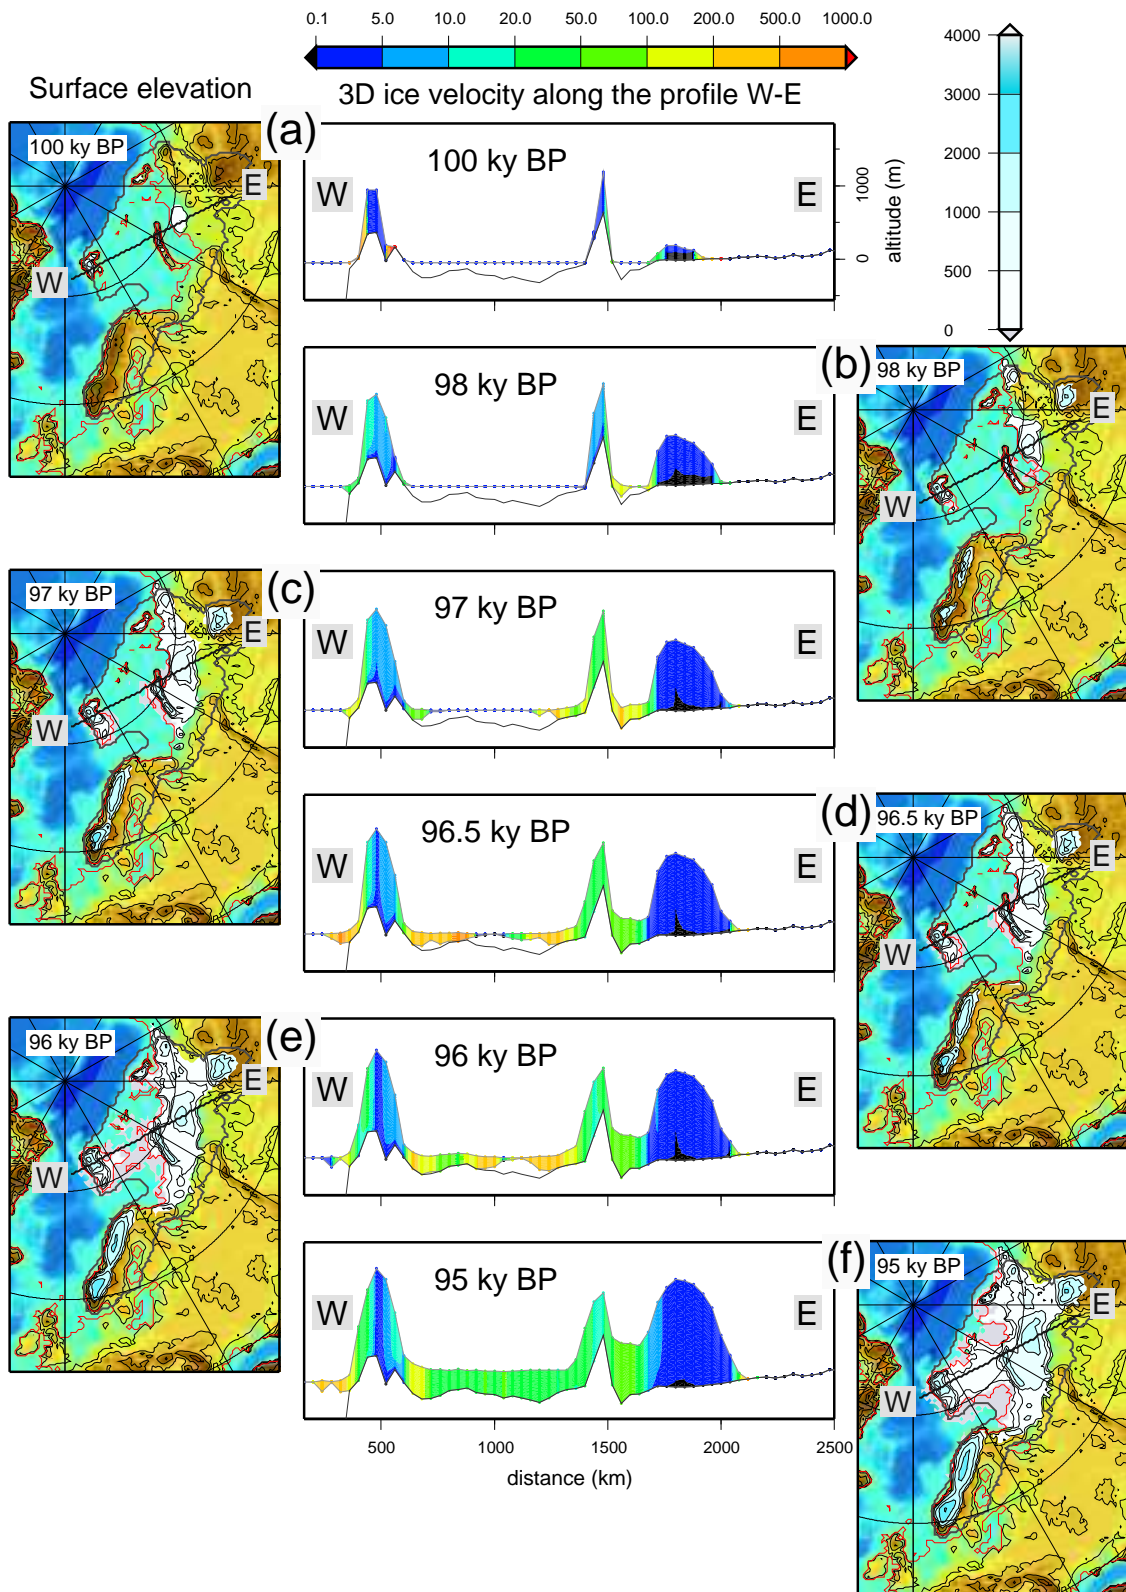 0.1 5.0 10.0 20.0 50.0 100.0 200.0 500.0 1000.0
Surface elevation
3D ice velocity along the profile W-E
4000
3000
2000
1000
500
0
(a)
100 ky BP
W
E
100 ky BP
W
E
1000
0
altitude (m)
(b)
98 ky BP
W
E
98 ky BP
W
E
(c)
97 ky BP
W
E
97 ky BP
W
E
(d)
96.5 ky BP
W
E
96.5 ky BP
W
E
(e)
96 ky BP
W
E
96 ky BP
W
E
(f)
95 ky BP
W
E
95 ky BP
W
E
500 1000 1500 2000 2500
distance (km)